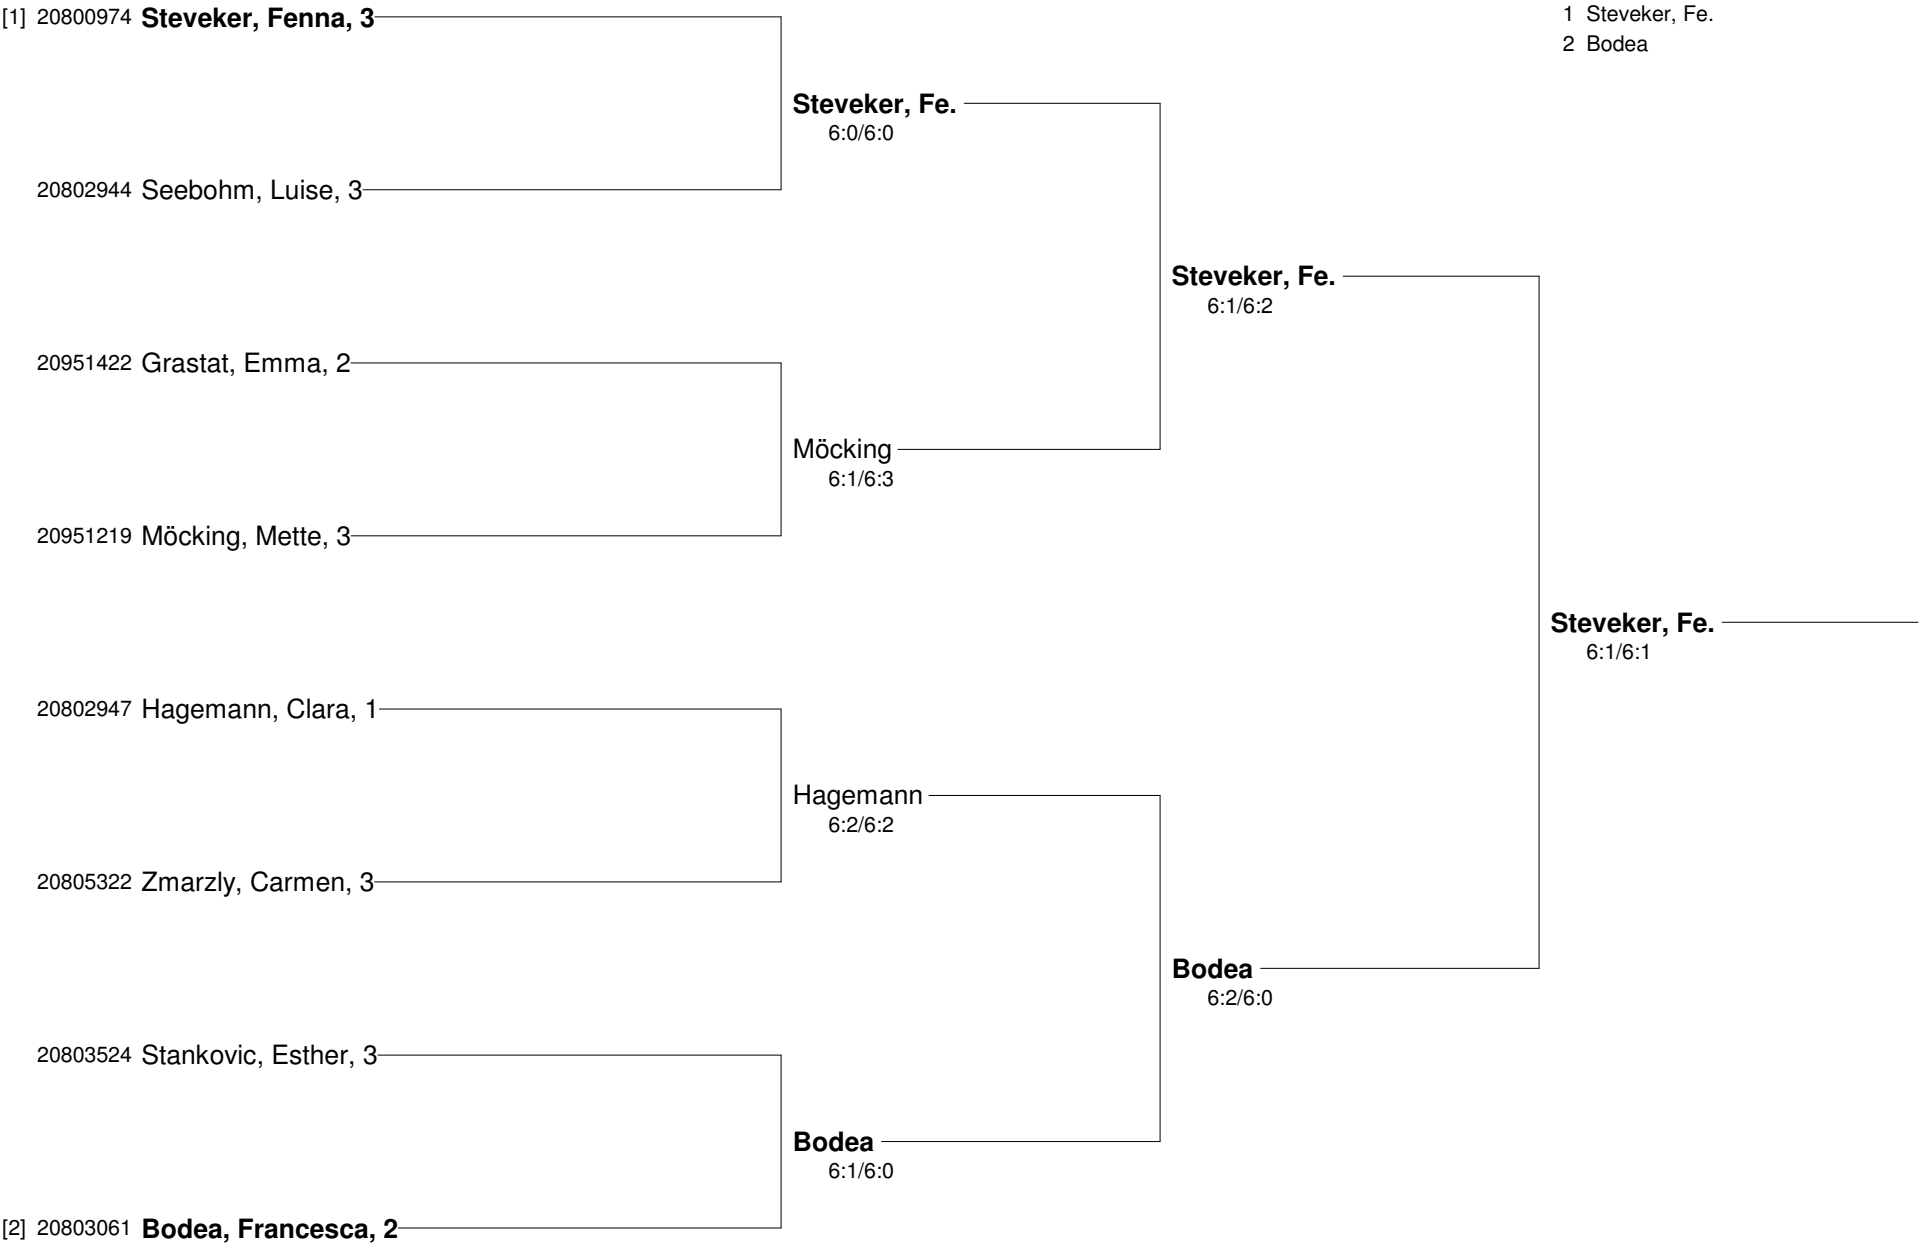 [1] 20800974 Steveker, Fenna, 3
1 Steveker, Fe.
2 Bodea
Steveker, Fe.
6:0/6:0
20802944 Seebohm, Luise, 3
Steveker, Fe.
6:1/6:2
20951422 Grastat, Emma, 2
Möcking
6:1/6:3
20951219 Möcking, Mette, 3
Steveker, Fe.
6:1/6:1
20802947 Hagemann, Clara, 1
Hagemann
6:2/6:2
20805322 Zmarzly, Carmen, 3
Bodea
6:2/6:0
20803524 Stankovic, Esther, 3
Bodea
6:1/6:0
[2] 20803061 Bodea, Francesca, 2